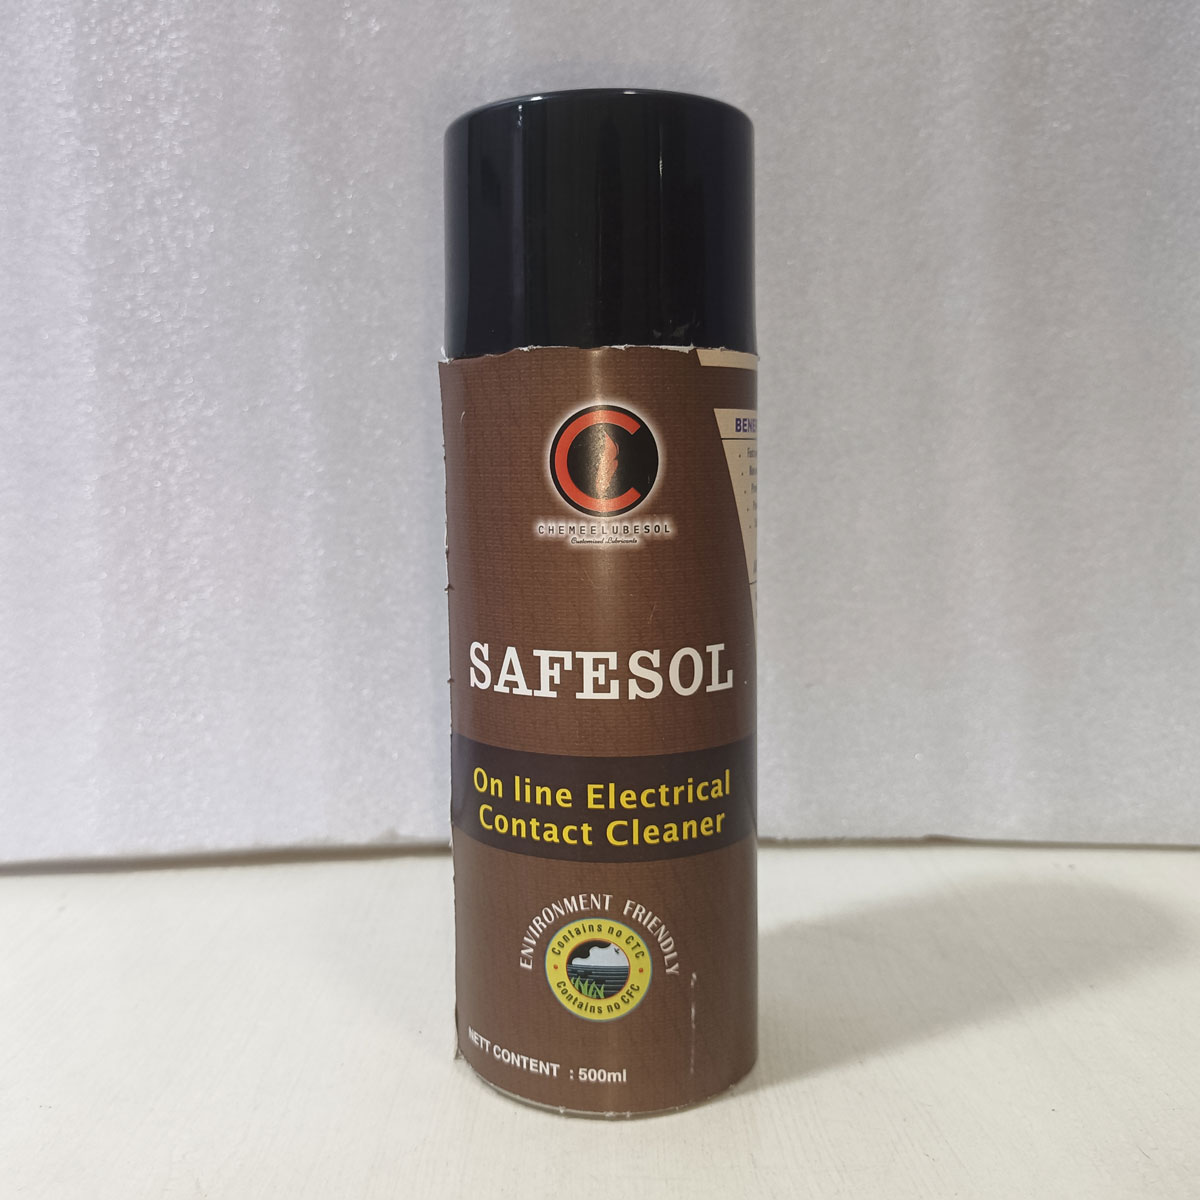 CHEMEELUBESOL
Customised Lubricants
SAFESOL
On line Electrical
Contact Cleaner
ENVIRONMENT FRIENDLY
Contains no CTC
Contains no CFC
NETT CONTENT : 500ml